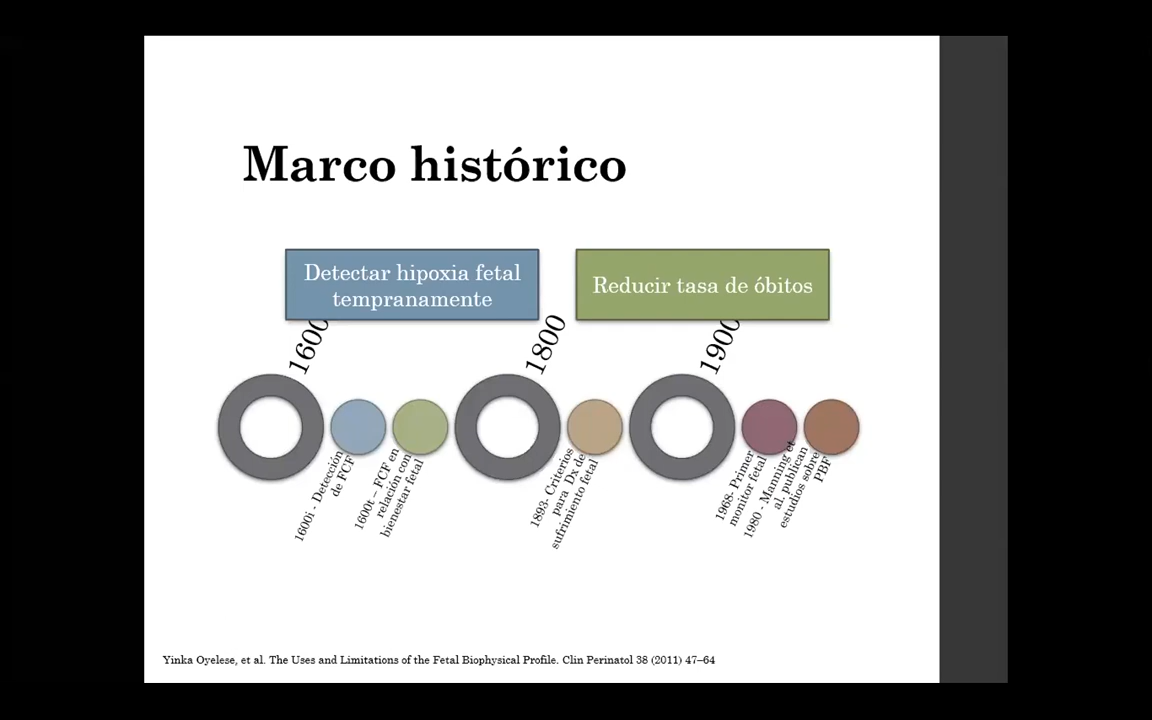 Marco histórico
Detectar hipoxia fetal
tempranamente
Reducir tasa de óbitos
1600
1600i - Detección
de FCF
1600t – FCF en
relación con
bienestar fetal
1800
1893- Criterios
para Dx de
sufrimiento fetal
1900
1968- Primer
monitor fetal
1980 - Manning et
al. publican
estudios sobre
PBF
Yinka Oyelese, et al. The Uses and Limitations of the Fetal Biophysical Profile. Clin Perinatol 38 (2011) 47–64